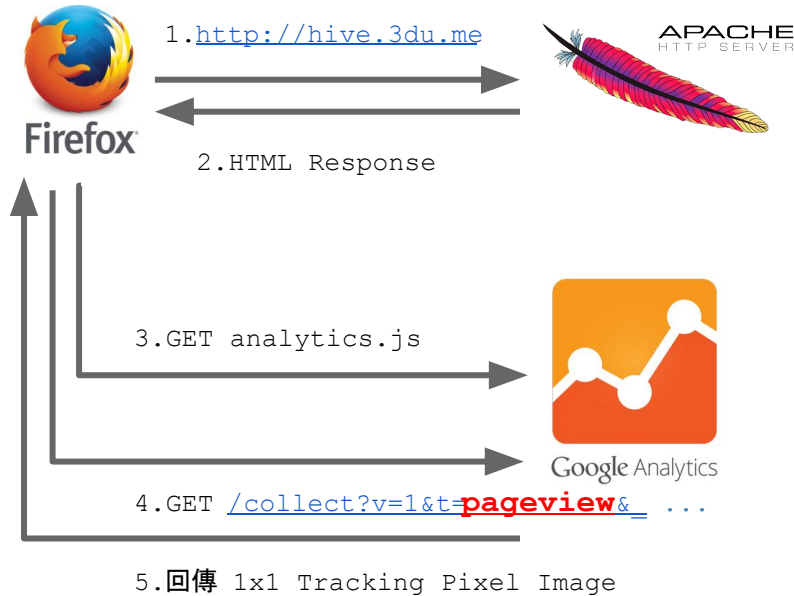 1.http://hive.3du.me
APACHE
HTTP SERVER
Firefox
2.HTML Response
3.GET analytics.js
Google Analytics
4.GET /collect?v=1&t=pageview&_ ...
5.回傳 1x1 Tracking Pixel Image